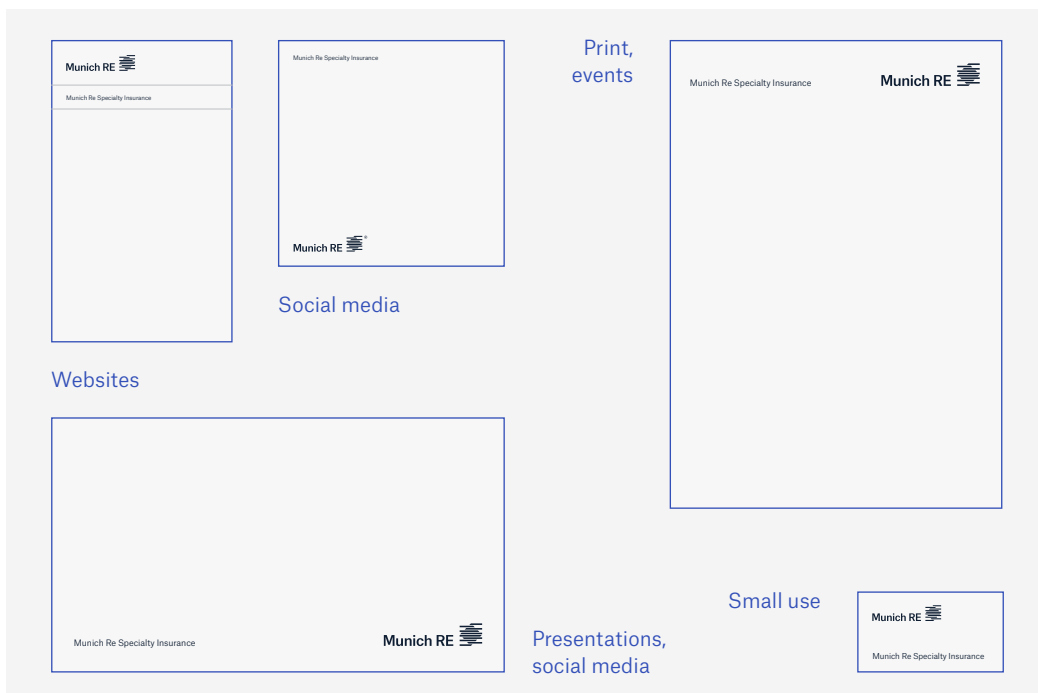 Munich RE
Munich Re Specialty Insurance
Websites
Munich Re Specialty Insurance
Munich RE
Social media
Print,
events
Munich Re Specialty Insurance
Munich RE
Munich Re Specialty Insurance
Munich RE
Presentations,
social media
Small use
Munich RE
Munich Re Specialty Insurance